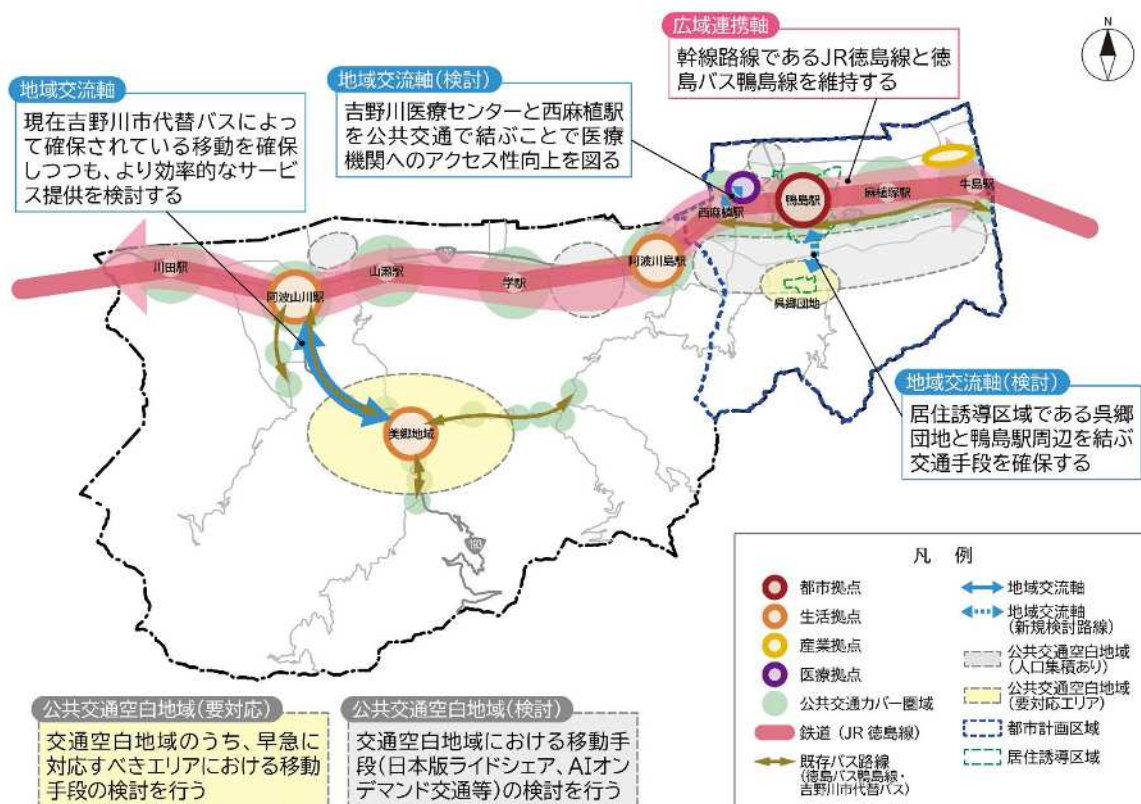 広域連携軸
幹線路線であるJR徳島線と徳
島バス鴨島線を維持する
N
地域交流軸(検討)
吉野川医療センターと西麻植駅
を公共交通で結ぶことで医療
機関へのアクセス性向上を図る
地域交流軸
現在吉野川市代替バスによっ
て確保されている移動を確保
しつつも、より効率的なサービ
ス提供を検討する
牛島駅
麻植塚駅
鴨島駅
西麻植駅
阿波川島駅
川田駅
山瀬駅
学駅
阿波山川駅
呉郷団地
美郷地域
193
地域交流軸(検討)
居住誘導区域である呉郷
団地と鴨島駅周辺を結ぶ
交通手段を確保する
公共交通空白地域(要対応)
交通空白地域のうち、早急に
対応すべきエリアにおける移動
手段の検討を行う
公共交通空白地域(検討)
交通空白地域における移動手
段(日本版ライドシェア、AIオン
デマンド交通等)の検討を行う
凡 例
都市拠点
生活拠点
産業拠点
医療拠点
公共交通カバー圏域
鉄道(JR徳島線)
既存バス路線
(徳島バス鴨島線・
吉野川市代替バス)
地域交流軸
地域交流軸
(新規検討路線)
公共交通空白地域
(人口集積あり)
公共交通空白地域
(要対応エリア)
都市計画区域
居住誘導区域